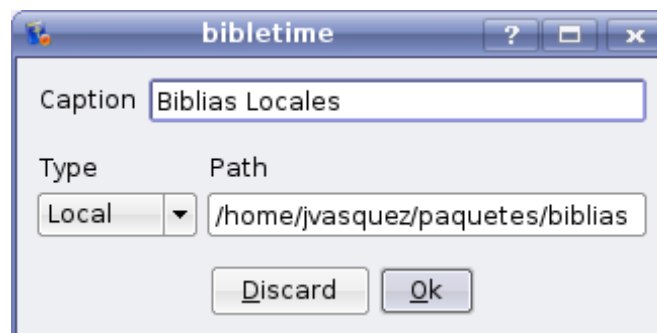 bibletime ?
Caption Biblias Locales
Type Path
Local /home/jvasquez/paquetes/biblias
Discard Ok